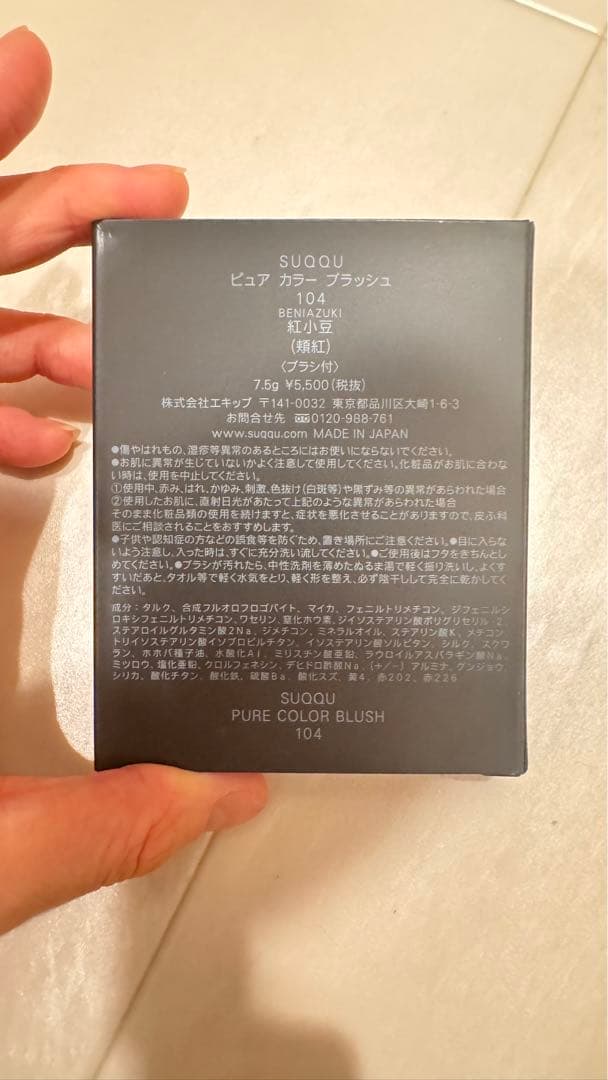 SUQQU
ピュア カラー ブラッシュ
104
BENIAZUKI
紅小豆
(頬紅)
〈ブラシ付〉
7.5g ¥5,500(税抜)
株式会社エキップ 〒141-0032 東京都品川区大崎1-6-3
お問合せ先 0120-988-761
www.suqqu.com MADE IN JAPAN
●傷やはれもの、湿疹等異常のあるところにはお使いにならないでください。
●お肌に異常が生じていないかよく注意して使用してください。化粧品がお肌に合わな
い時は、使用を中止してください。
①使用中、赤み、はれ、かゆみ、刺激、色抜け(白斑等)や黒ずみ等の異常があらわれた場合
②使用したお肌に、直射日光があたって上記のような異常があらわれた場合
そのまま化粧品類の使用を続けますと、症状を悪化させることがありますので、皮ふ科
医にご相談されることをおすすめします。
●子供や認知症の方などの誤食等を防ぐため、置き場所にご注意ください。●目に入らな
いよう注意し、入った時は、すぐに充分洗い流してください。●ご使用後はフタをきちんとし
めてください。●ブラシが汚れたら、中性洗剤を薄めたぬるま湯で軽く振り洗いし、よくす
すいだあと、タオル等で軽く水気をとり、軽く形を整え、必ず陰干しして完全に乾かしてく
ださい。
成分：タルク、合成フルオロフロゴパイト、マイカ、フェニルトリメチコン、ジフェニルシ
ロキシフェニルトリメチコン、ワセリン、窒化ホウ素、ジイソステアリン酸ポリグリセリル-2、
ステアロイルグルタミン酸2Na、ジメチコン、ミネラルオイル、ステアリン酸K、メチコン、
トリイソステアリン酸イソプロピルチタン、イソステアリン酸ソルビタン、シルク、スクワ
ラン、ホホバ種子油、水酸化Al、ミリスチン酸亜鉛、ラウロイルアスパラギン酸Na、
ミツロウ、塩化亜鉛、クロルフェネシン、デヒドロ酢酸Na、(+/-) アルミナ、グンジョウ、
シリカ、酸化チタン、酸化鉄、硫酸Ba、酸化スズ、黄4、赤202、赤226
SUQQU
PURE COLOR BLUSH
104